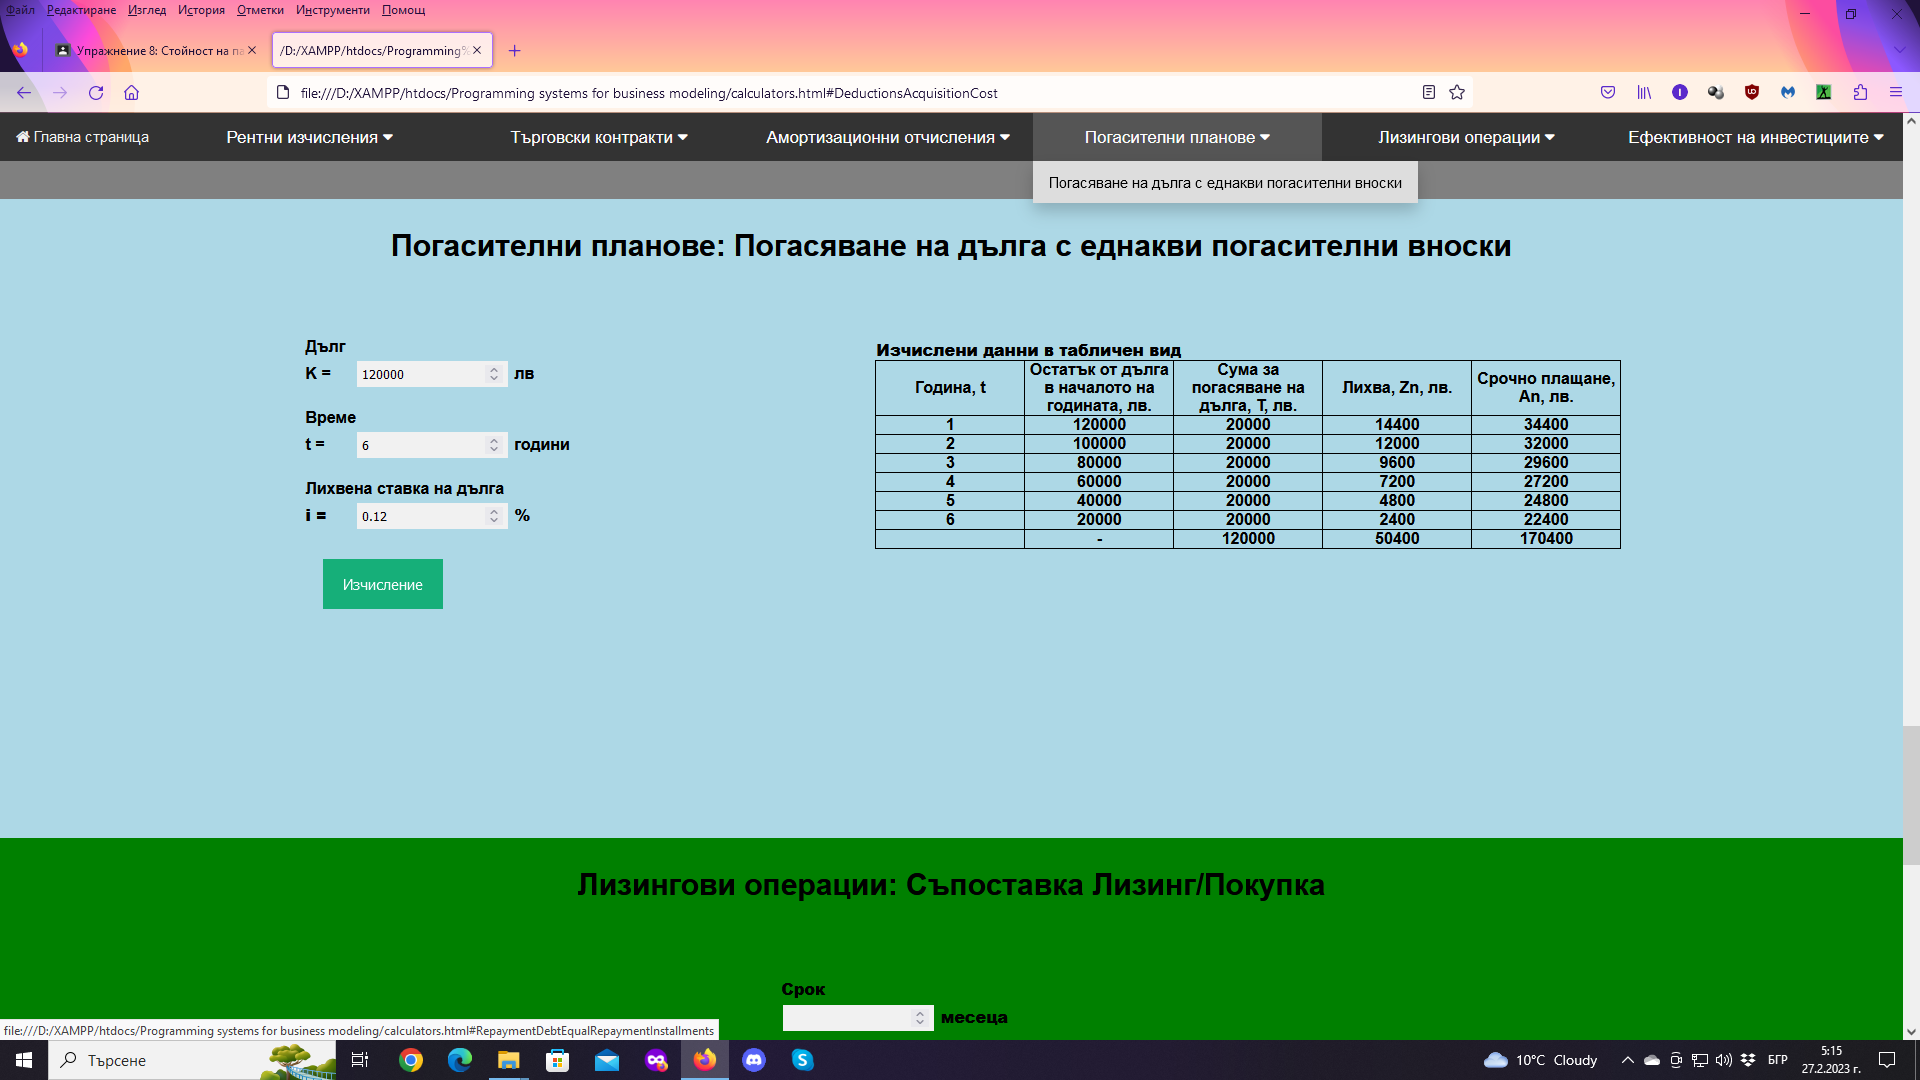 Файл Редактиране Изглед История Отметки Инструменти Помощ
Упражнение 8: Стойност на па
/D:/XAMPP/htdocs/Programming%
file:///D:/XAMPP/htdocs/Programming systems for business modeling/calculators.html#DeductionsAcquisitionCost
Главна страница Рентни изчисления Търговски контракти Амортизационни отчисления Погасителни планове Лизингови операции Ефективност на инвестициите
Погасяване на дълга с еднакви погасителни вноски
Погасителни планове: Погасяване на дълга с еднакви погасителни вноски
Дълг
K = 120000 лв
Време
t = 6 години
Лихвена ставка на дълга
i = 0.12 %
Изчисление
Изчислени данни в табличен вид
Година, t
Остатък от дълга
в началото на
годината, лв.
Сума за
погасяване на
дълга, Т, лв.
Лихва, Zn, лв.
Срочно плащане,
An, лв.
1 120000 20000 14400 34400
2 100000 20000 12000 32000
3 80000 20000 9600 29600
4 60000 20000 7200 27200
5 40000 20000 4800 24800
6 20000 20000 2400 22400
- 120000 50400 170400
Лизингови операции: Съпоставка Лизинг/Покупка
Срок
месеца
file:///D:/XAMPP/htdocs/Programming systems for business modeling/calculators.html#RepaymentDebtEqualRepaymentInstallments
Търсене
10°C Cloudy
БГР
5:15
27.2.2023 г.